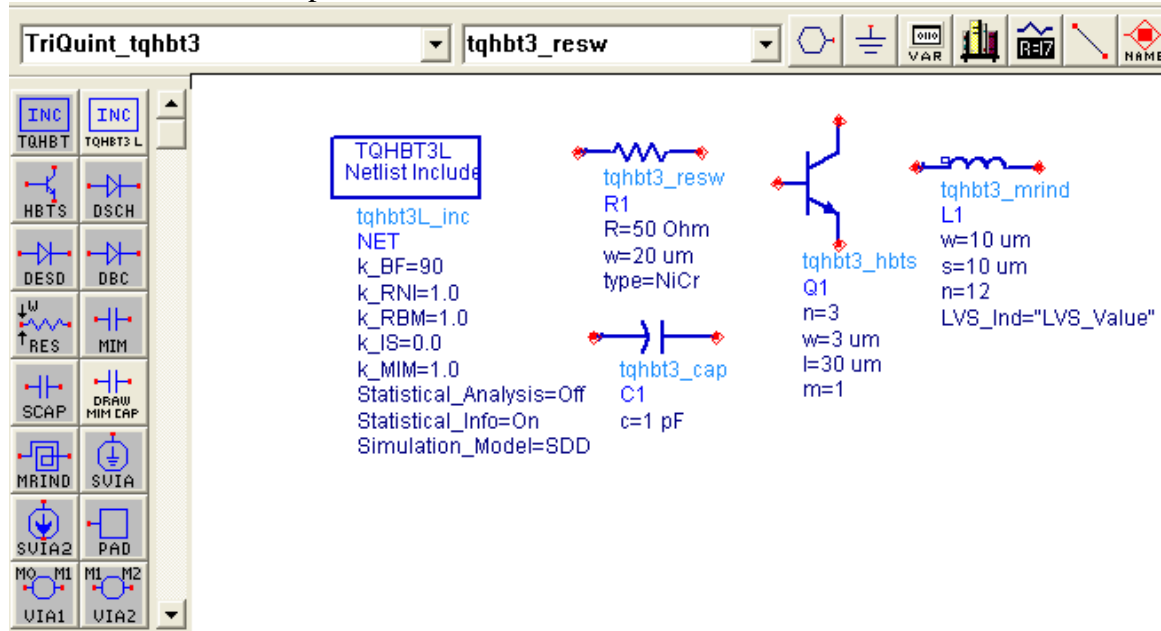 TriQuint_tqhbt3
tqhbt3_resw
VAR
R=17
NAME
INC
TQHBT
INC
TQHBT3 L
HBTS
DSCH
DESD
DBC
W
RES
MIM
SCAP
DRAW
MIM CAP
MRIND
SVIA
SVIA2
PAD
M0 M1
VIA1
M1 M2
VIA2
TQHBT3L
Netlist Include
tqhbt3L_inc
NET
k_BF=90
k_RNI=1.0
k_RBM=1.0
k_IS=0.0
k_MIM=1.0
Statistical_Analysis=Off
Statistical_Info=On
Simulation_Model=SDD
tqhbt3_resw
R1
R=50 Ohm
w=20 um
type=NiCr
tqhbt3_cap
C1
c=1 pF
tqhbt3_hbts
Q1
n=3
w=3 um
l=30 um
m=1
tqhbt3_mrind
L1
w=10 um
s=10 um
n=12
LVS_Ind="LVS_Value"